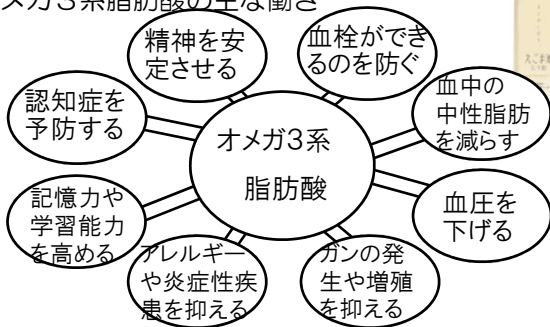 オメガ3系脂肪酸の主な働き
精神を安
定させる
血栓ができ
るのを防ぐ
認知症を
予防する
血中の
中性脂肪
を減らす
オメガ3系
脂肪酸
記憶力や
学習能力
を高める
血圧を
下げる
アレルギー
や炎症性疾
患を抑える
ガンの発
生や増殖
を抑える